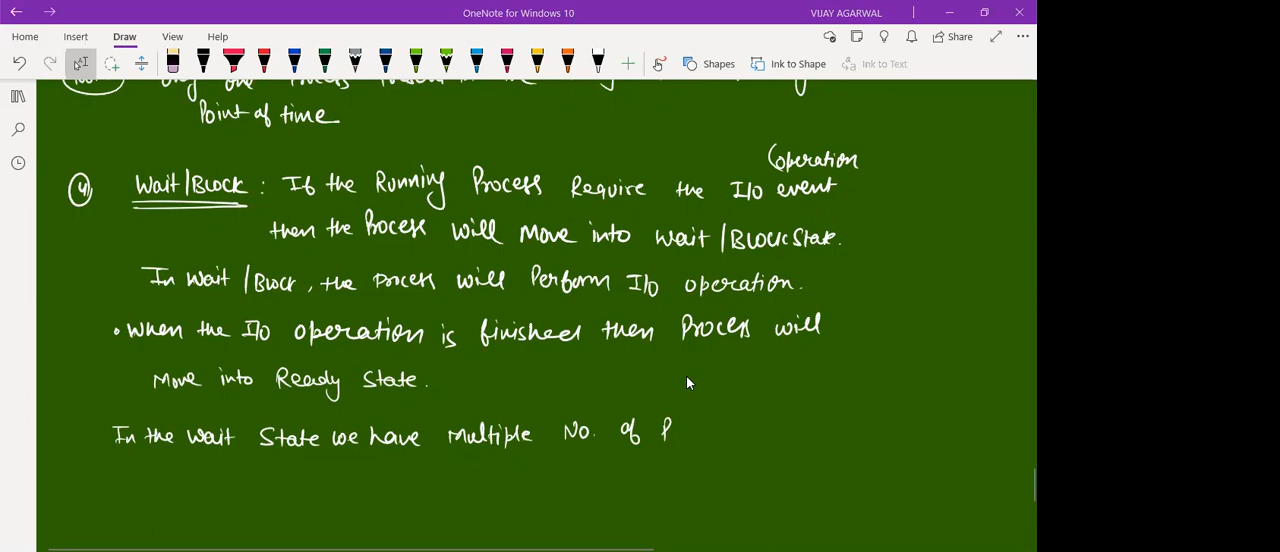 OneNote for Windows 10
VIJAY AGARWAL
Home Insert Draw View Help
Share
Shapes Ink to Shape Ink to Text
one Process
Point of time
(operation
4 Wait/Block : If the Running Process Require the I/O event
then the Process will Move into wait /Block State.
In Wait /Block, the process will Perform I/O operation.
• When the I/O operation is finished then Process will
Move into Ready State.
In the Wait State we have Multiple No. of P